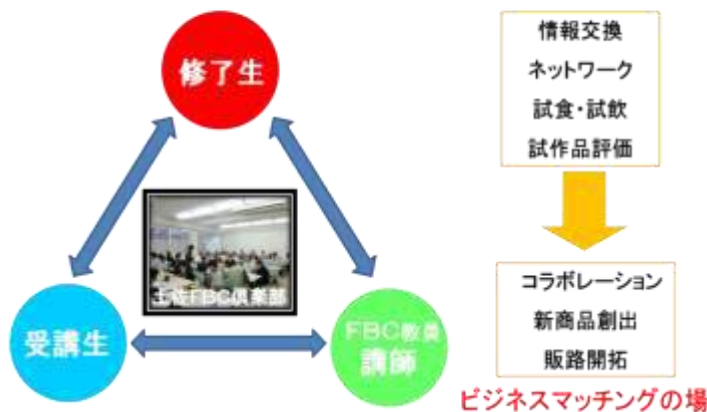 修了生
土佐FBC倶楽部
受講生
FBC教員
講師
情報交換
ネットワーク
試食・試飲
試作品評価
コラボレーション
新商品創出
販路開拓
ビジネスマッチングの場